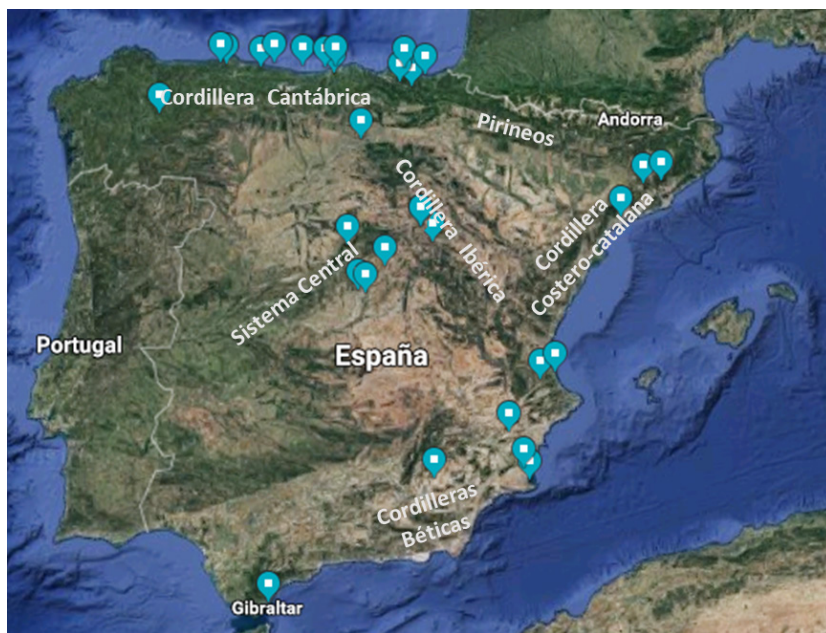 Cordillera Cantábrica
Pirineos
Andorra
Cordillera Ibérica
Cordillera
Costero-catalana
Sistema Central
Portugal
España
Cordilleras
Béticas
Gibraltar